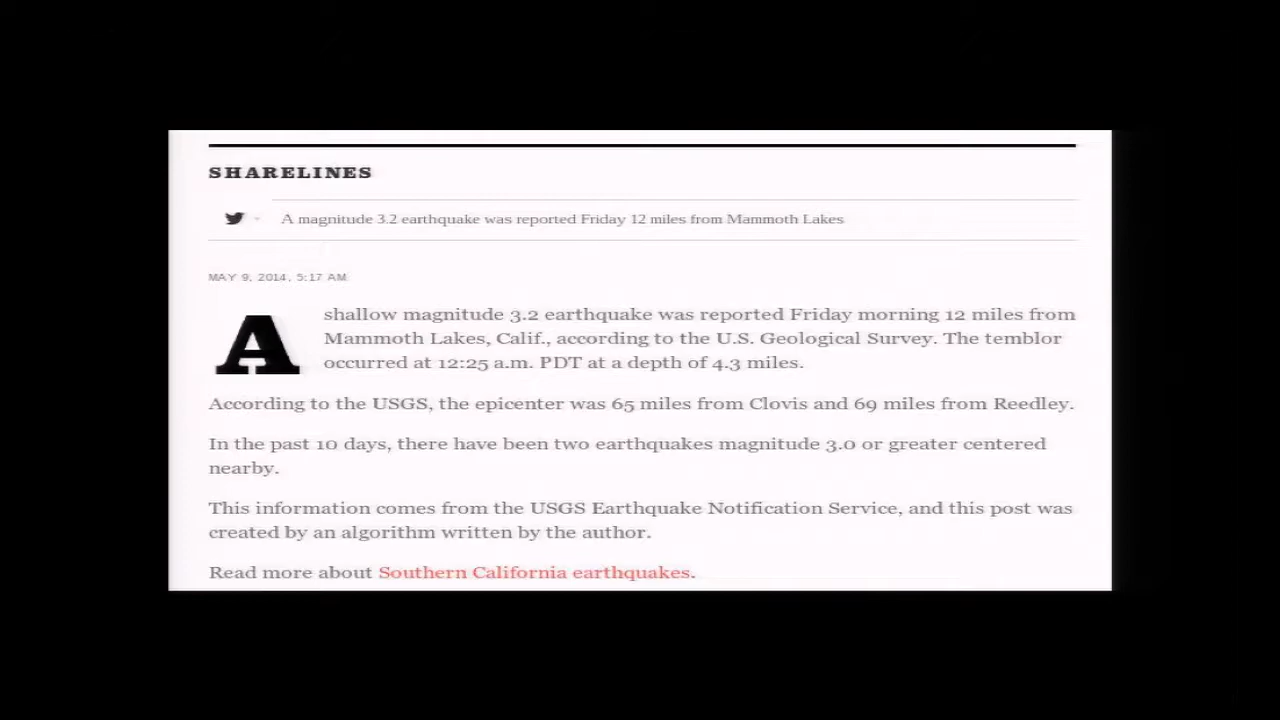 SHARELINES
A magnitude 3.2 earthquake was reported Friday 12 miles from Mammoth Lakes
MAY 9, 2014, 5:17 AM
A shallow magnitude 3.2 earthquake was reported Friday morning 12 miles from
Mammoth Lakes, Calif., according to the U.S. Geological Survey. The temblor
occurred at 12:25 a.m. PDT at a depth of 4.3 miles.
According to the USGS, the epicenter was 65 miles from Clovis and 69 miles from Reedley.
In the past 10 days, there have been two earthquakes magnitude 3.0 or greater centered
nearby.
This information comes from the USGS Earthquake Notification Service, and this post was
created by an algorithm written by the author.
Read more about Southern California earthquakes.